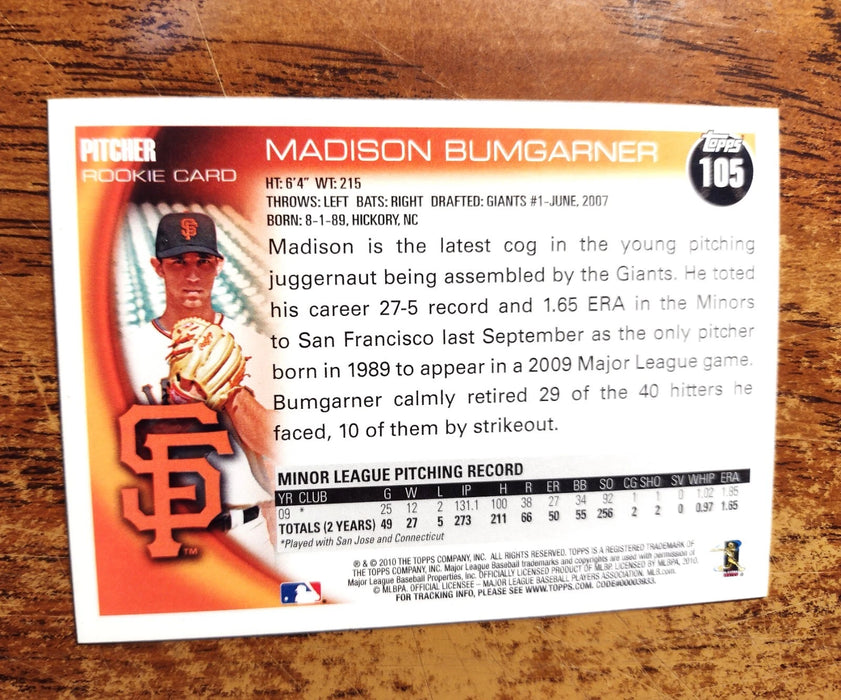 PITCHER
ROOKIE CARD
MADISON BUMGARNER
Topps
105
HT: 6'4" WT: 215
THROWS: LEFT BATS: RIGHT DRAFTED: GIANTS #1-JUNE, 2007
BORN: 8-1-89, HICKORY, NC
Madison is the latest cog in the young pitching
juggernaut being assembled by the Giants. He toted
his career 27-5 record and 1.65 ERA in the Minors
to San Francisco last September as the only pitcher
born in 1989 to appear in a 2009 Major League game.
Bumgarner calmly retired 29 of the 40 hitters he
faced, 10 of them by strikeout.
SF
SF
TM
MINOR LEAGUE PITCHING RECORD
YR CLUB G W L IP H R ER BB SO CG SHO SV WHIP ERA
09 * 25 12 2 131.1 100 38 27 34 92 1 1 0 1.02 1.85
TOTALS (2 YEARS) 49 27 5 273 211 66 50 55 256 2 2 0 0.97 1.65
*Played with San Jose and Connecticut
® & © 2010 THE TOPPS COMPANY, INC. ALL RIGHTS RESERVED. TOPPS IS A REGISTERED TRADEMARK OF
THE TOPPS COMPANY, INC. Major League Baseball trademarks and copyrights are used with permission of
Major League Baseball Properties, Inc. OFFICIALLY LICENSED PRODUCT OF MLBP. LICENSED BY MLBPA, 2010.
© MLBPA. OFFICIAL LICENSEE – MAJOR LEAGUE BASEBALL PLAYERS ASSOCIATION. MLB.com.
FOR TRACKING INFO, PLEASE SEE WWW.TOPPS.COM. CODE#00003933.